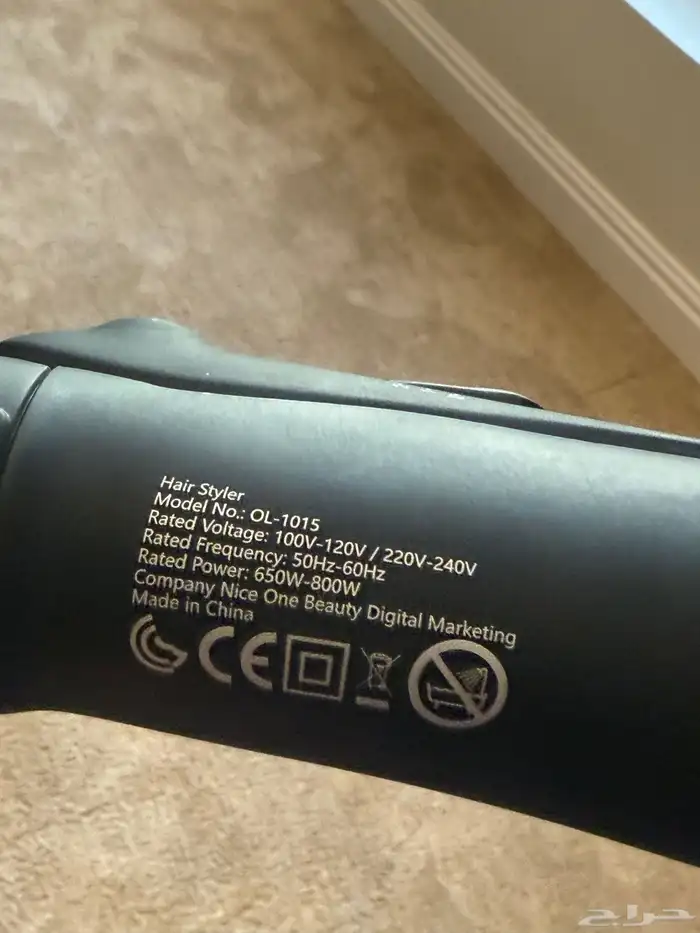 Hair Styler
Model No.: OL-1015
Rated Voltage: 100V-120V / 220V-240V
Rated Frequency: 50Hz-60Hz
Rated Power: 650W-800W
Company Nice One Beauty Digital Marketing
Made in China
CE
حراج